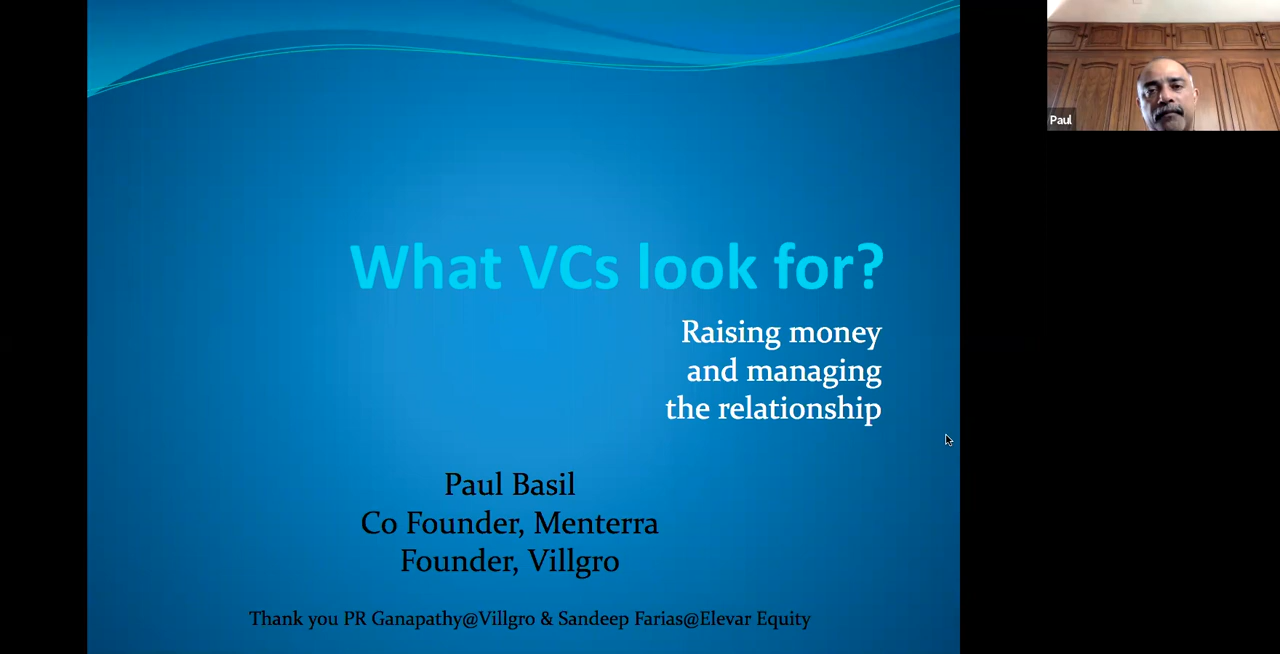 What VCs look for?
Raising money
and managing
the relationship
Paul Basil
Co Founder, Menterra
Founder, Villgro
Thank you PR Ganapathy@Villgro & Sandeep Farias@Elevar Equity
Paul